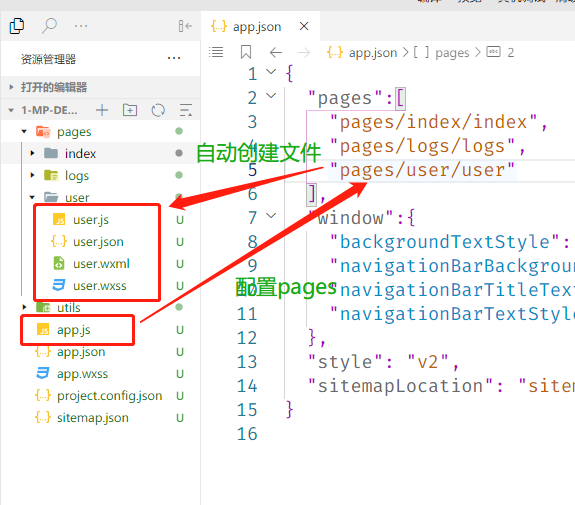 app.json
资源管理器
打开的编辑器
1-MP-DE...
pages
index
logs
user
user.js U
user.json U
user.wxml U
user.wxss U
utils
app.js U
app.json U
app.wxss U
project.config.json U
sitemap.json U
app.json > [ ] pages > abc 2
1 {
2 "pages":[
3 "pages/index/index",
4 "pages/logs/logs",
5 "pages/user/user"
6 ],
7 "window":{
8 "backgroundTextStyle":
9 "navigationBarBackground
10 "navigationBarTitleText
11 "navigationBarTextStyl
12 },
13 "style": "v2",
14 "sitemapLocation": "sitem
15 }
16
自动创建文件
配置pages